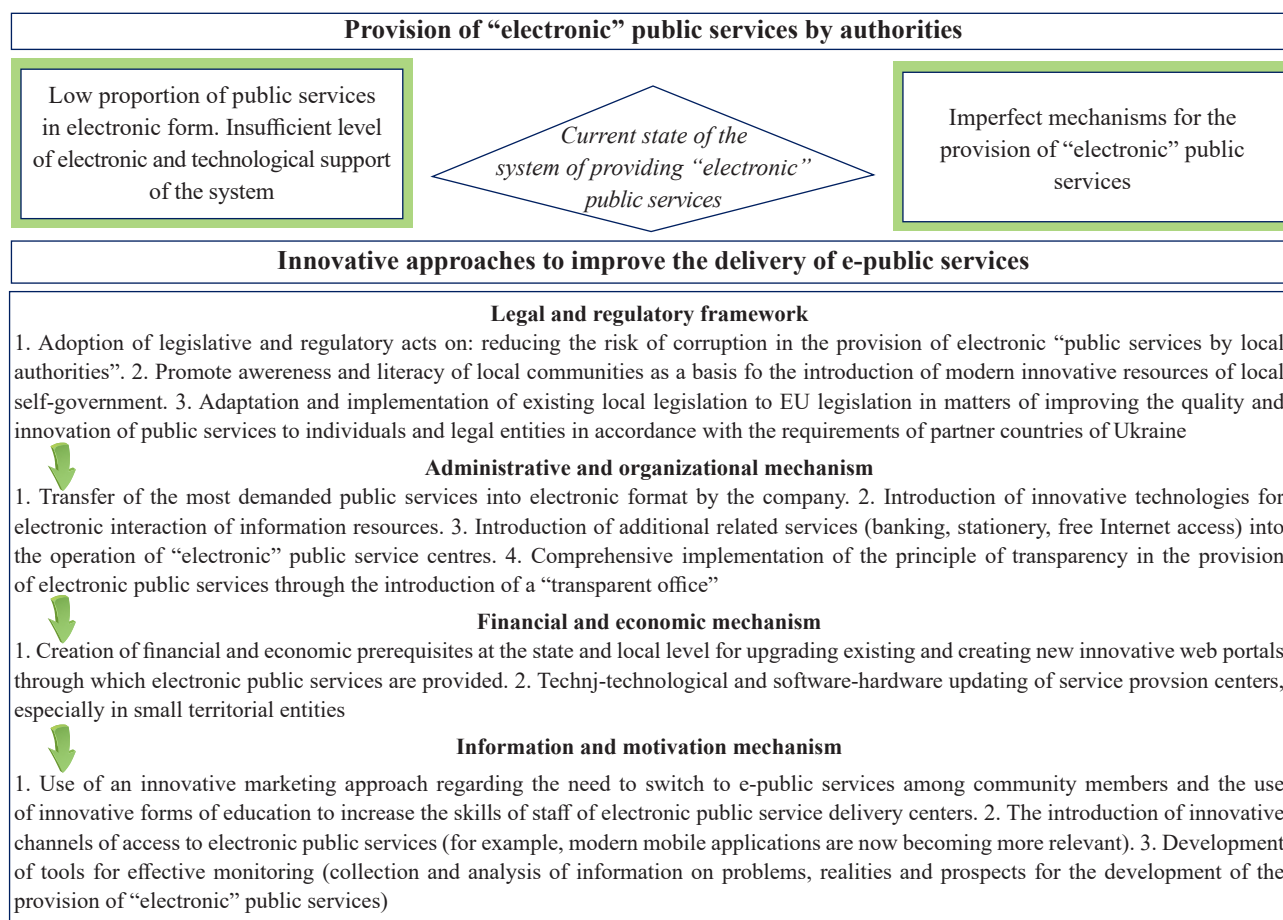 Provision of “electronic” public services by authorities
Low proportion of public services
in electronic form. Insufficient level
of electronic and technological support
of the system
Current state of the
system of providing “electronic”
public services
Imperfect mechanisms for the
provision of “electronic” public
services
Innovative approaches to improve the delivery of e-public services
Legal and regulatory framework
1. Adoption of legislative and regulatory acts on: reducing the risk of corruption in the provision of electronic “public services by local
authorities”. 2. Promote awereness and literacy of local communities as a basis fo the introduction of modern innovative resources of local
self-government. 3. Adaptation and implementation of existing local legislation to EU legislation in matters of improving the quality and
innovation of public services to individuals and legal entities in accordance with the requirements of partner countries of Ukraine
Administrative and organizational mechanism
1. Transfer of the most demanded public services into electronic format by the company. 2. Introduction of innovative technologies for
electronic interaction of information resources. 3. Introduction of additional related services (banking, stationery, free Internet access) into
the operation of “electronic” public service centres. 4. Comprehensive implementation of the principle of transparency in the provision
of electronic public services through the introduction of a “transparent office”
Financial and economic mechanism
1. Creation of financial and economic prerequisites at the state and local level for upgrading existing and creating new innovative web portals
through which electronic public services are provided. 2. Technj-technological and software-hardware updating of service provsion centers,
especially in small territorial entities
Information and motivation mechanism
1. Use of an innovative marketing approach regarding the need to switch to e-public services among community members and the use
of innovative forms of education to increase the skills of staff of electronic public service delivery centers. 2. The introduction of innovative
channels of access to electronic public services (for example, modern mobile applications are now becoming more relevant). 3. Development
of tools for effective monitoring (collection and analysis of information on problems, realities and prospects for the development of the
provision of “electronic” public services)